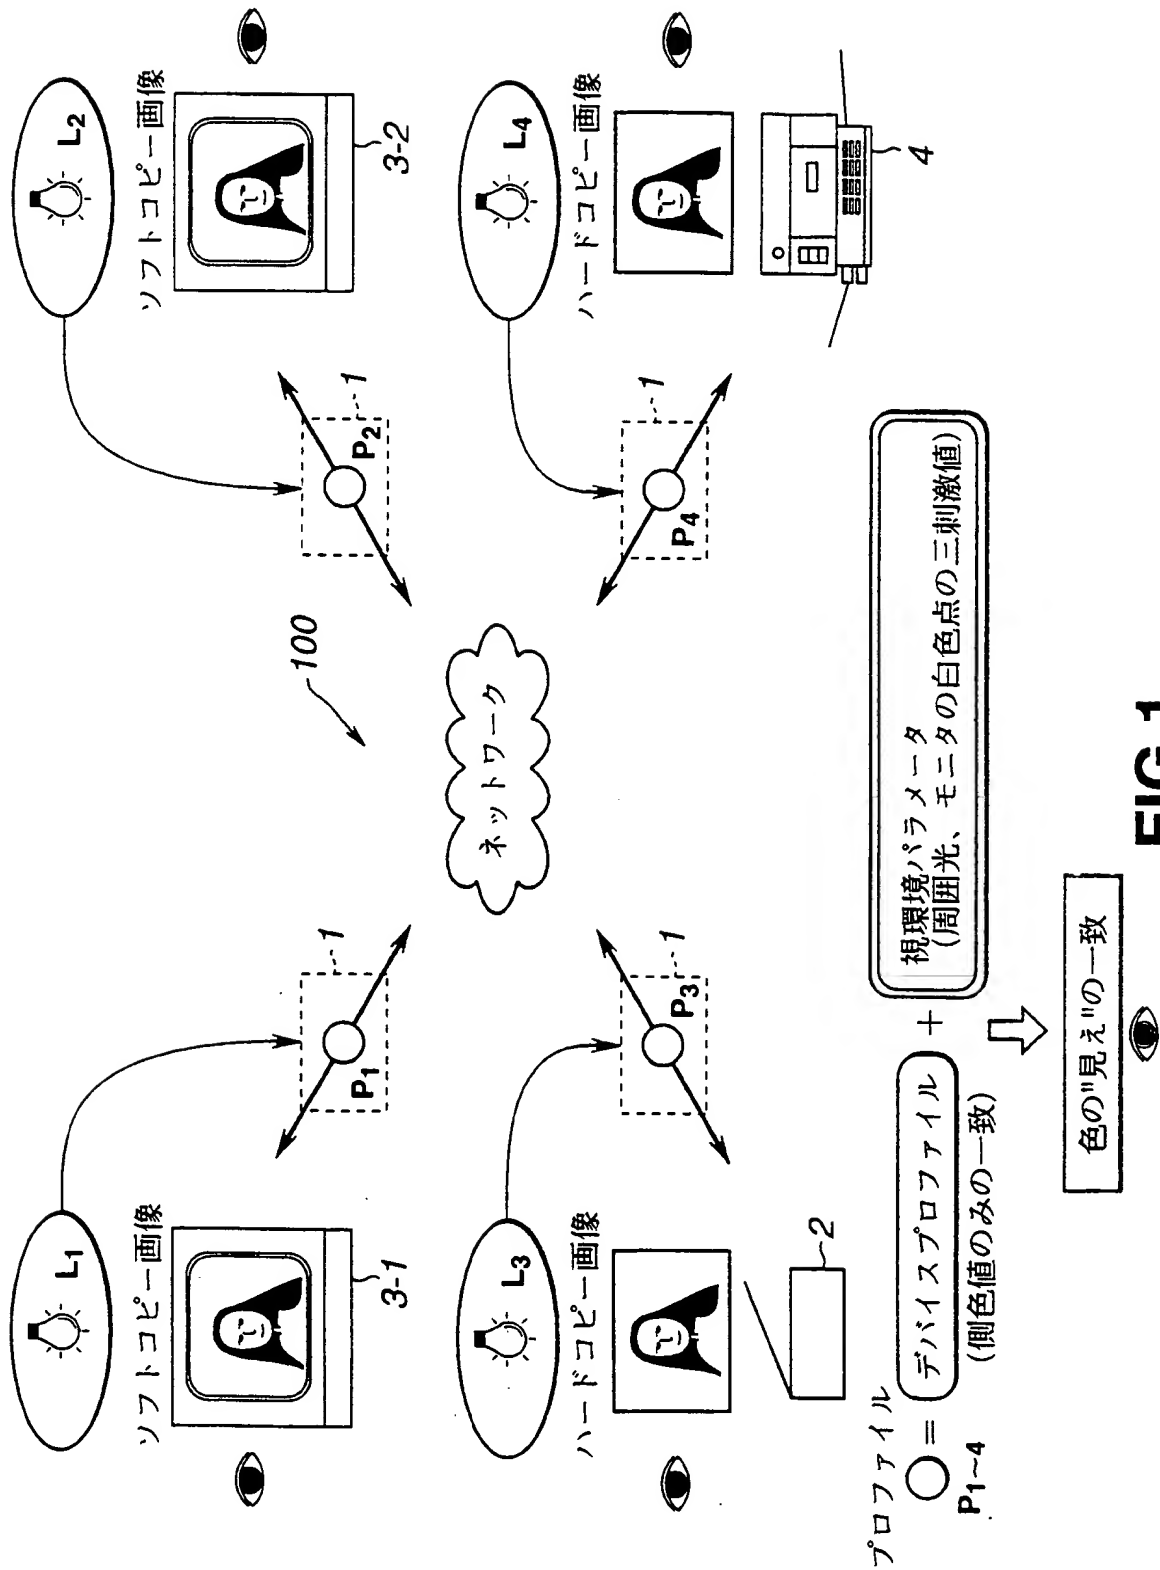 L1
ソフトコピー画像
3-1
P1
1
L2
ソフトコピー画像
3-2
P2
1
100
ネットワーク
L3
ハードコピー画像
2
P3
1
L4
ハードコピー画像
4
P4
1
プロファイル
P1~4
=
デバイスプロファイル
(側色値のみの一致)
+
視環境パラメータ
(周囲光、モニタの白色点の三刺激値)
色の"見え"の一致
FIG.1